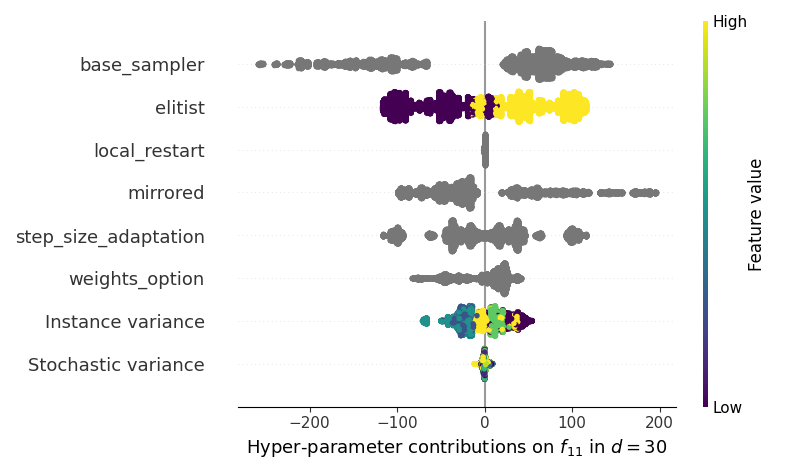 base_sampler
elitist
local_restart
mirrored
step_size_adaptation
weights_option
Instance variance
Stochastic variance
−200 −100 0 100 200
Hyper-parameter contributions on f₁₁ in d = 30
High
Feature value
Low